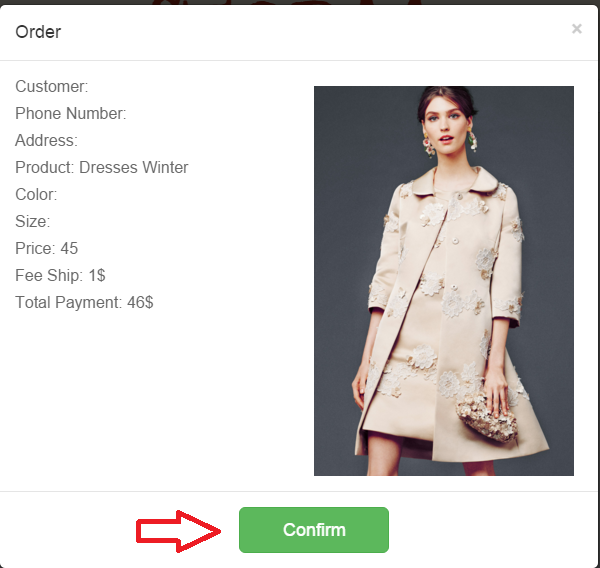 Order
×
Customer:
Phone Number:
Address:
Product: Dresses Winter
Color:
Size:
Price: 45
Fee Ship: 1$
Total Payment: 46$
Confirm